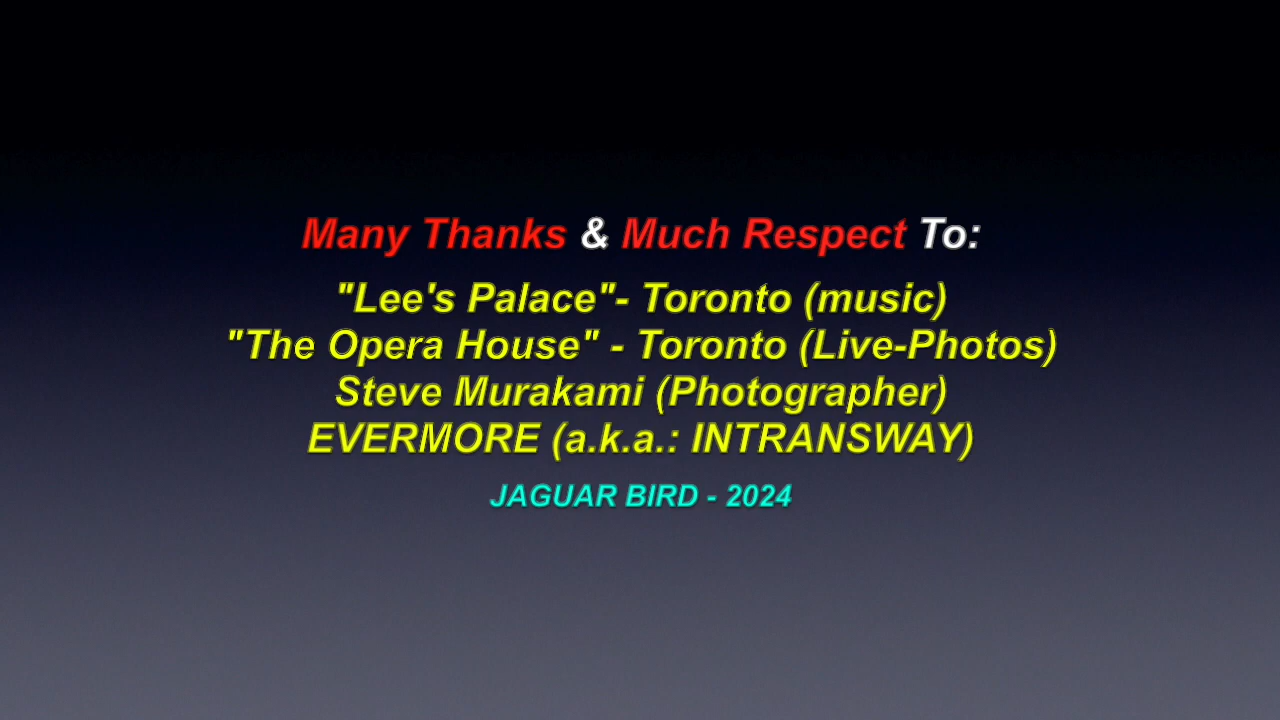 Many Thanks & Much Respect To:
"Lee's Palace"- Toronto (music)
"The Opera House" - Toronto (Live-Photos)
Steve Murakami (Photographer)
EVERMORE (a.k.a.: INTRANSWAY)
JAGUAR BIRD - 2024